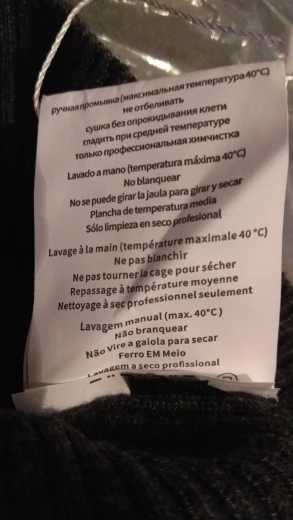 ручная промывка (максимальная температура 40°C)
не отбеливать
сушка без опрокидывания клети
гладить при средней температуре
только профессиональная химчистка
Lavado a mano (temperatura máxima 40°C)
No blanquear
No se puede girar la jaula para girar y secar
Plancha de temperatura media
Sólo limpieza en seco profesional
Lavage à la main (température maximale 40 °C)
Ne pas blanchir
Ne pas tourner la cage pour sécher
Repassage à température moyenne
Nettoyage à sec professionnel seulement
Lavagem manual (max. 40°C)
Não branquear
Não Vire a gaiola para secar
Ferro EM Meio
Lavagem a seco profissional